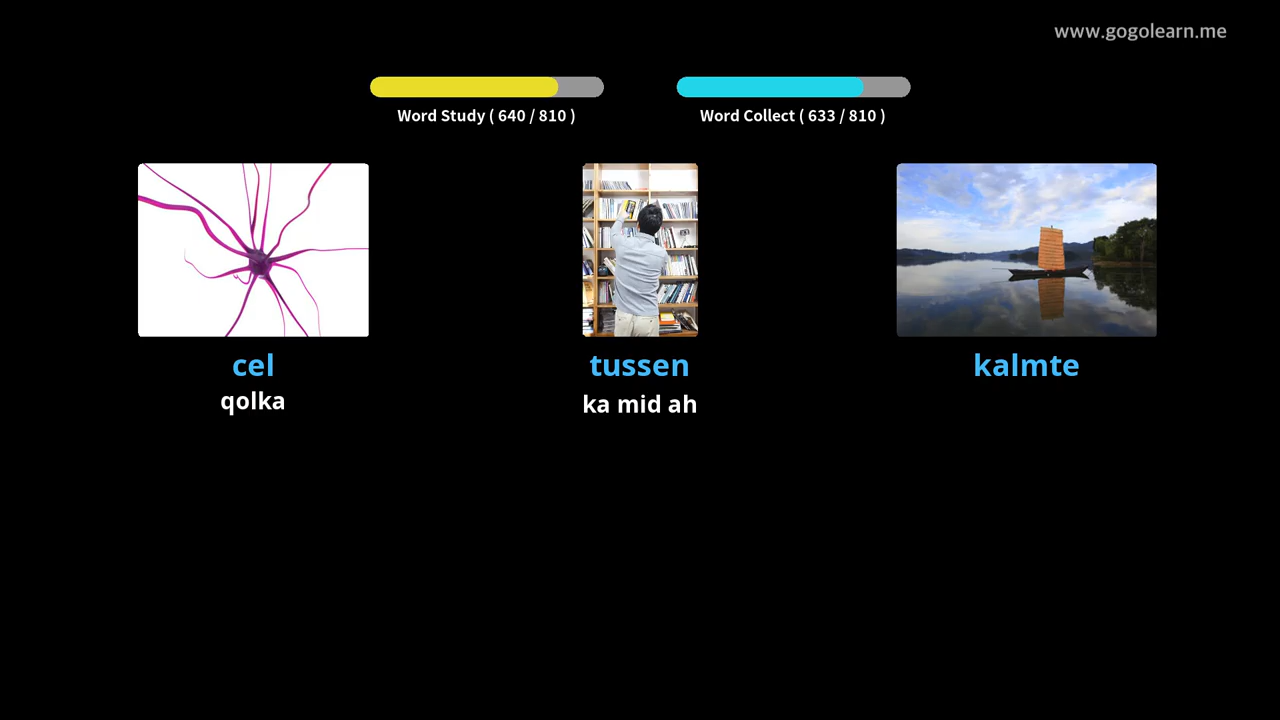 www.gogolearn.me
Word Study ( 640 / 810 )
Word Collect ( 633 / 810 )
cel
qolka
tussen
ka mid ah
kalmte